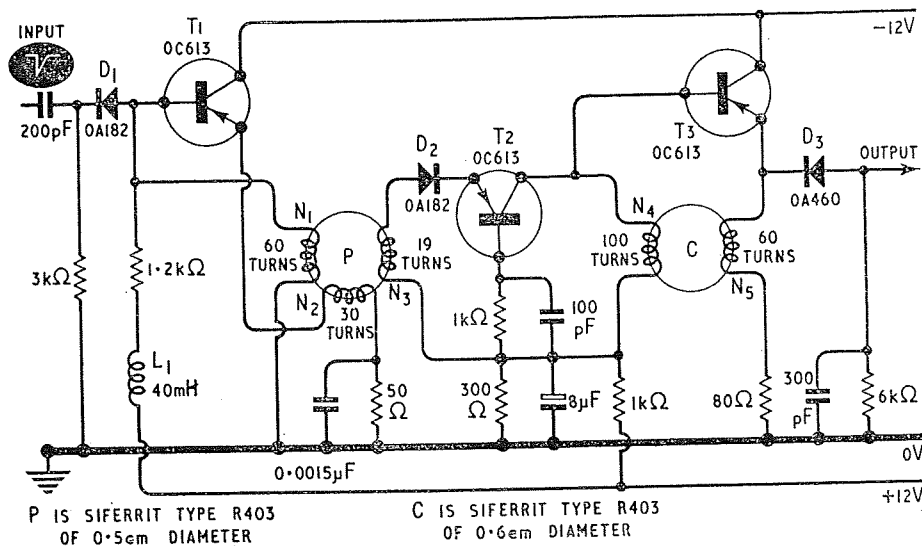 INPUT
T1
OC613
-12V
D1
200pF
OA182
T3
OC613
T2
OC613
D2
OA182
D3
OUTPUT
OA460
N1
60
TURNS
P
19
TURNS
N4
100
TURNS
C
60
TURNS
3kΩ
1·2kΩ
N2
30
TURNS
N3
N5
1kΩ
100
pF
L1
40mH
50
Ω
300
Ω
8μF
1kΩ
80Ω
300
pF
6kΩ
0V
0·0015μF
+12V
P IS SIFERRIT TYPE R403
OF 0·5cm DIAMETER
C IS SIFERRIT TYPE R403
OF 0·6cm DIAMETER